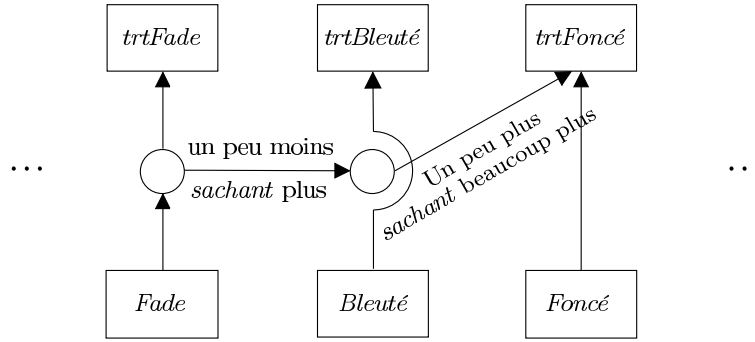 trtFade
trtBleuté
trtFoncé
un peu moins
sachant plus
Un peu plus
sachant beaucoup plus
...
..
Fade
Bleuté
Foncé